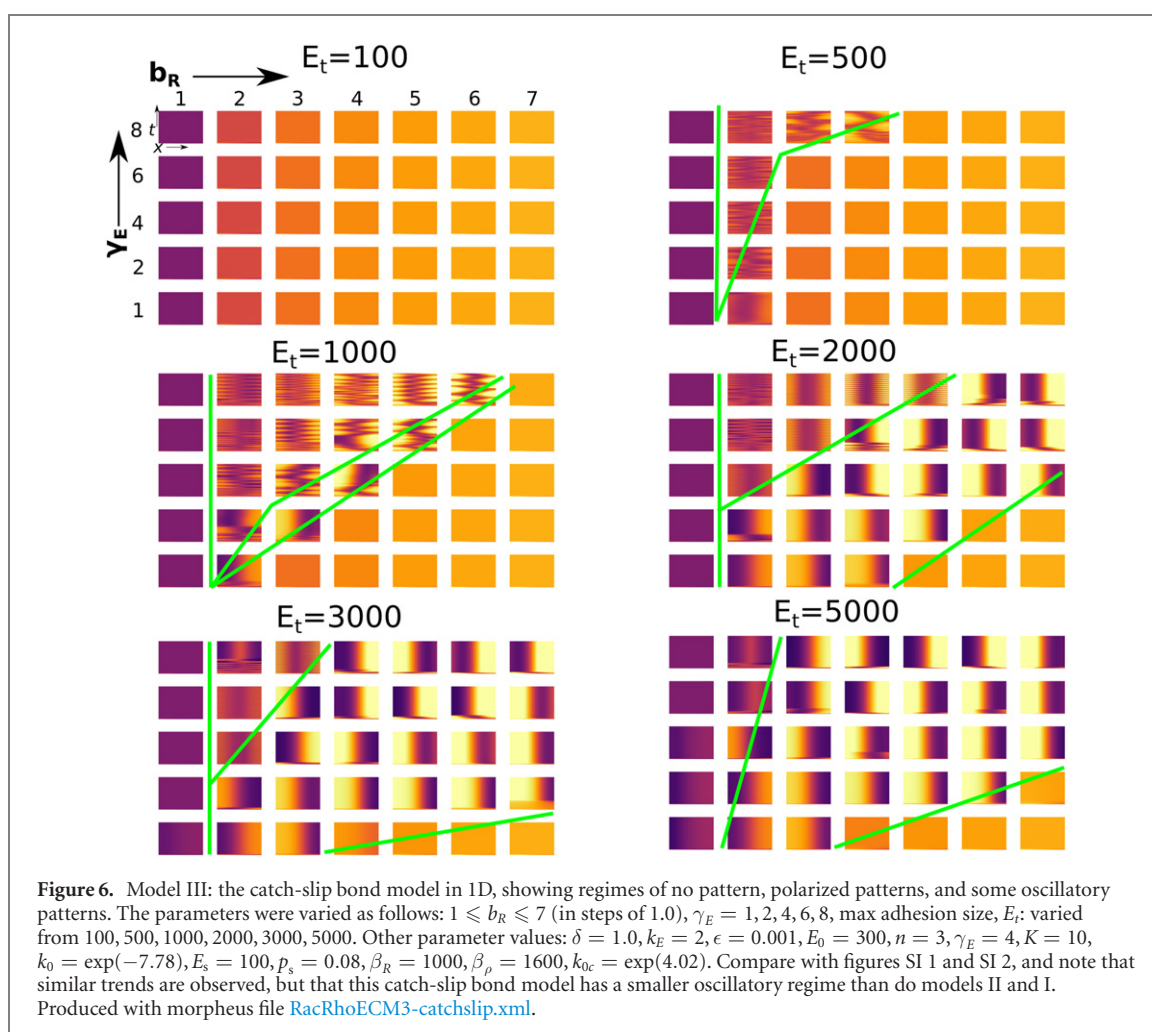 E_t=100
b_R
1 2 3 4 5 6 7
8 t
x
6
γ_E
4
2
1
E_t=500
E_t=1000
E_t=2000
E_t=3000
E_t=5000
Figure 6. Model III: the catch-slip bond model in 1D, showing regimes of no pattern, polarized patterns, and some oscillatory
patterns. The parameters were varied as follows: 1 ⩽ b_R ⩽ 7 (in steps of 1.0), γ_E = 1, 2, 4, 6, 8, max adhesion size, E_t: varied
from 100, 500, 1000, 2000, 3000, 5000. Other parameter values: δ = 1.0, k_E = 2, ϵ = 0.001, E_0 = 300, n = 3, γ_E = 4, K = 10,
k_0 = exp(−7.78), E_s = 100, p_s = 0.08, β_R = 1000, β_ρ = 1600, k_{0c} = exp(4.02). Compare with figures SI 1 and SI 2, and note that
similar trends are observed, but that this catch-slip bond model has a smaller oscillatory regime than do models II and I.
Produced with morpheus file RacRhoECM3-catchslip.xml.